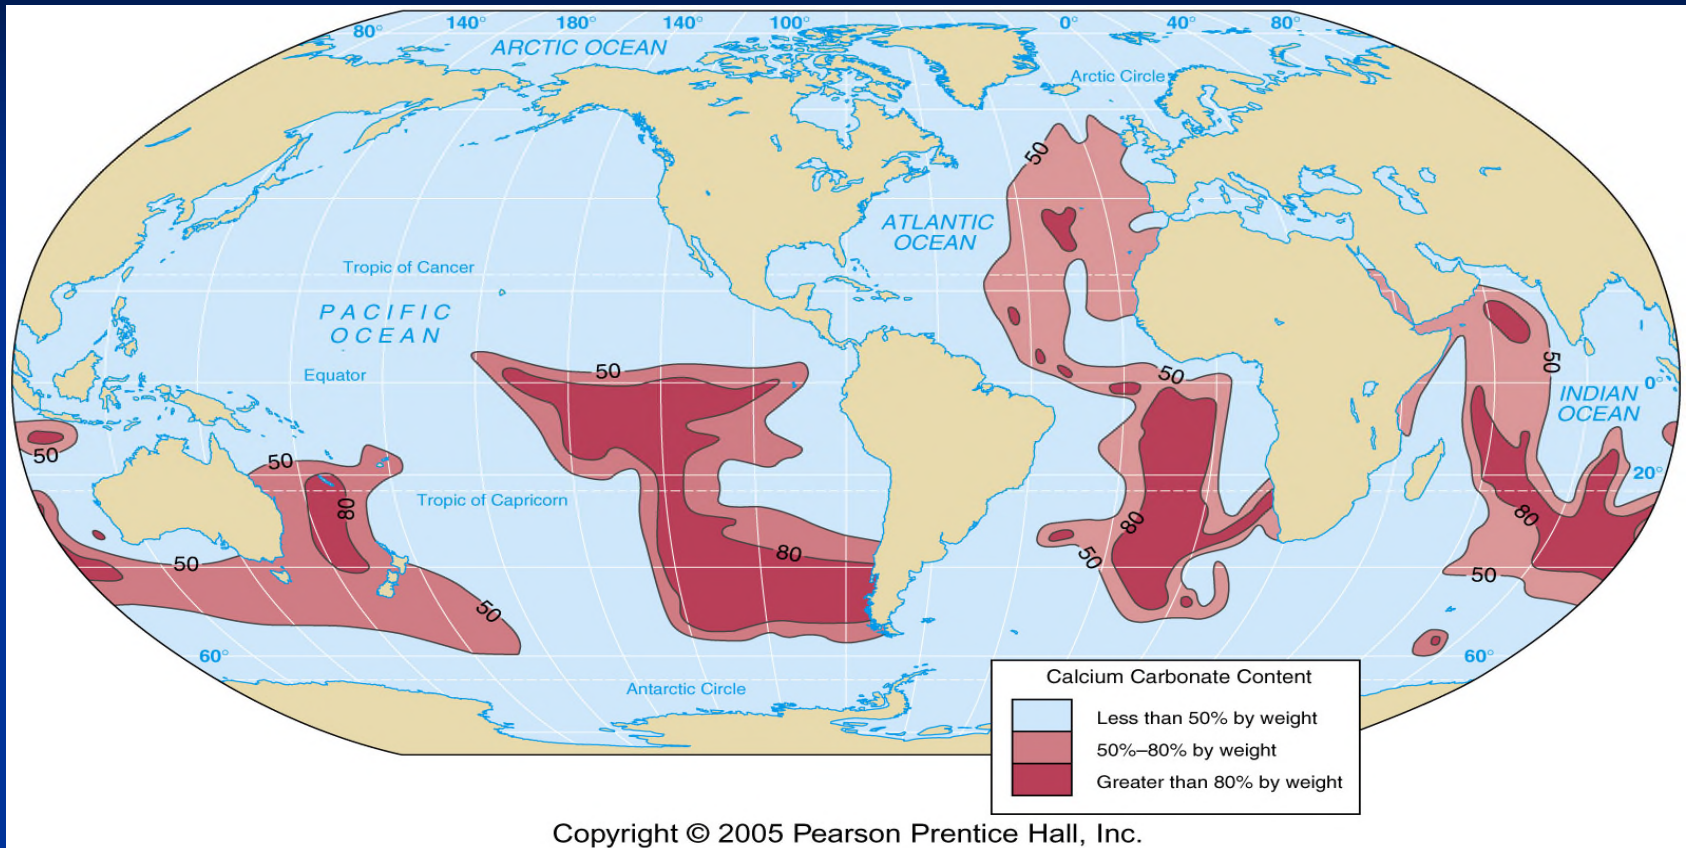 140° 180° 140° 100° 0° 40° 80°
80°
ARCTIC OCEAN
Arctic Circle
50
ATLANTIC
OCEAN
Tropic of Cancer
PACIFIC
OCEAN
50
50
50
Equator
0°
INDIAN
OCEAN
50
50
20°
Tropic of Capricorn
80
80
80
50
80
50
50
50
60°
60°
Antarctic Circle
Calcium Carbonate Content
Less than 50% by weight
50%–80% by weight
Greater than 80% by weight
Copyright © 2005 Pearson Prentice Hall, Inc.